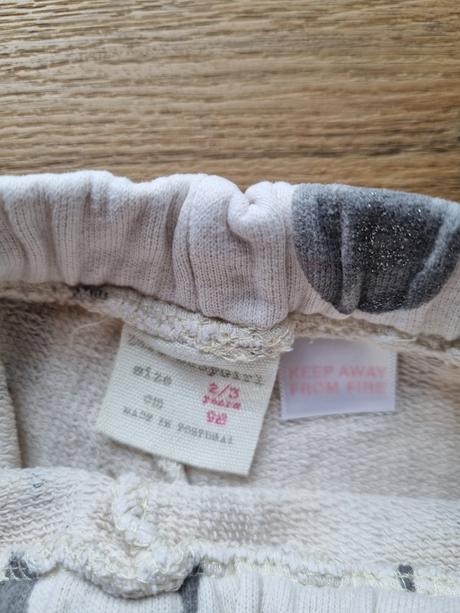 size 2/3
years
cm 98
MADE IN PORTUGAL
KEEP AWAY
FROM FIRE